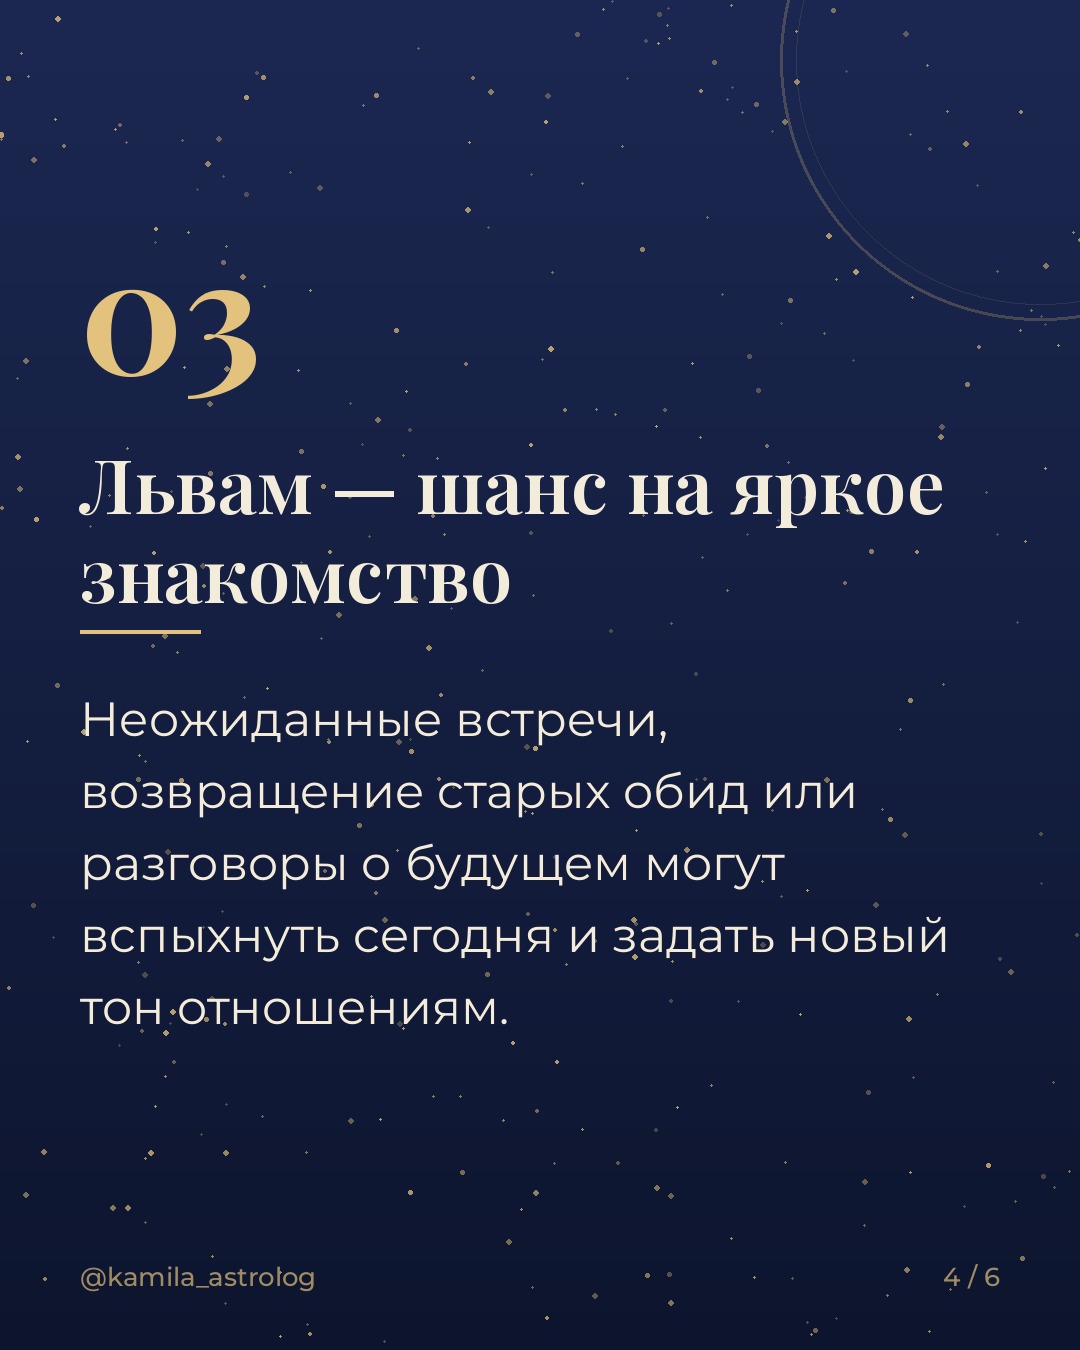 03
Львам — шанс на яркое
знакомство
Неожиданные встречи,
возвращение старых обид или
разговоры о будущем могут
вспыхнуть сегодня и задать новый
тон отношениям.
@kamila_astrolog
4 / 6